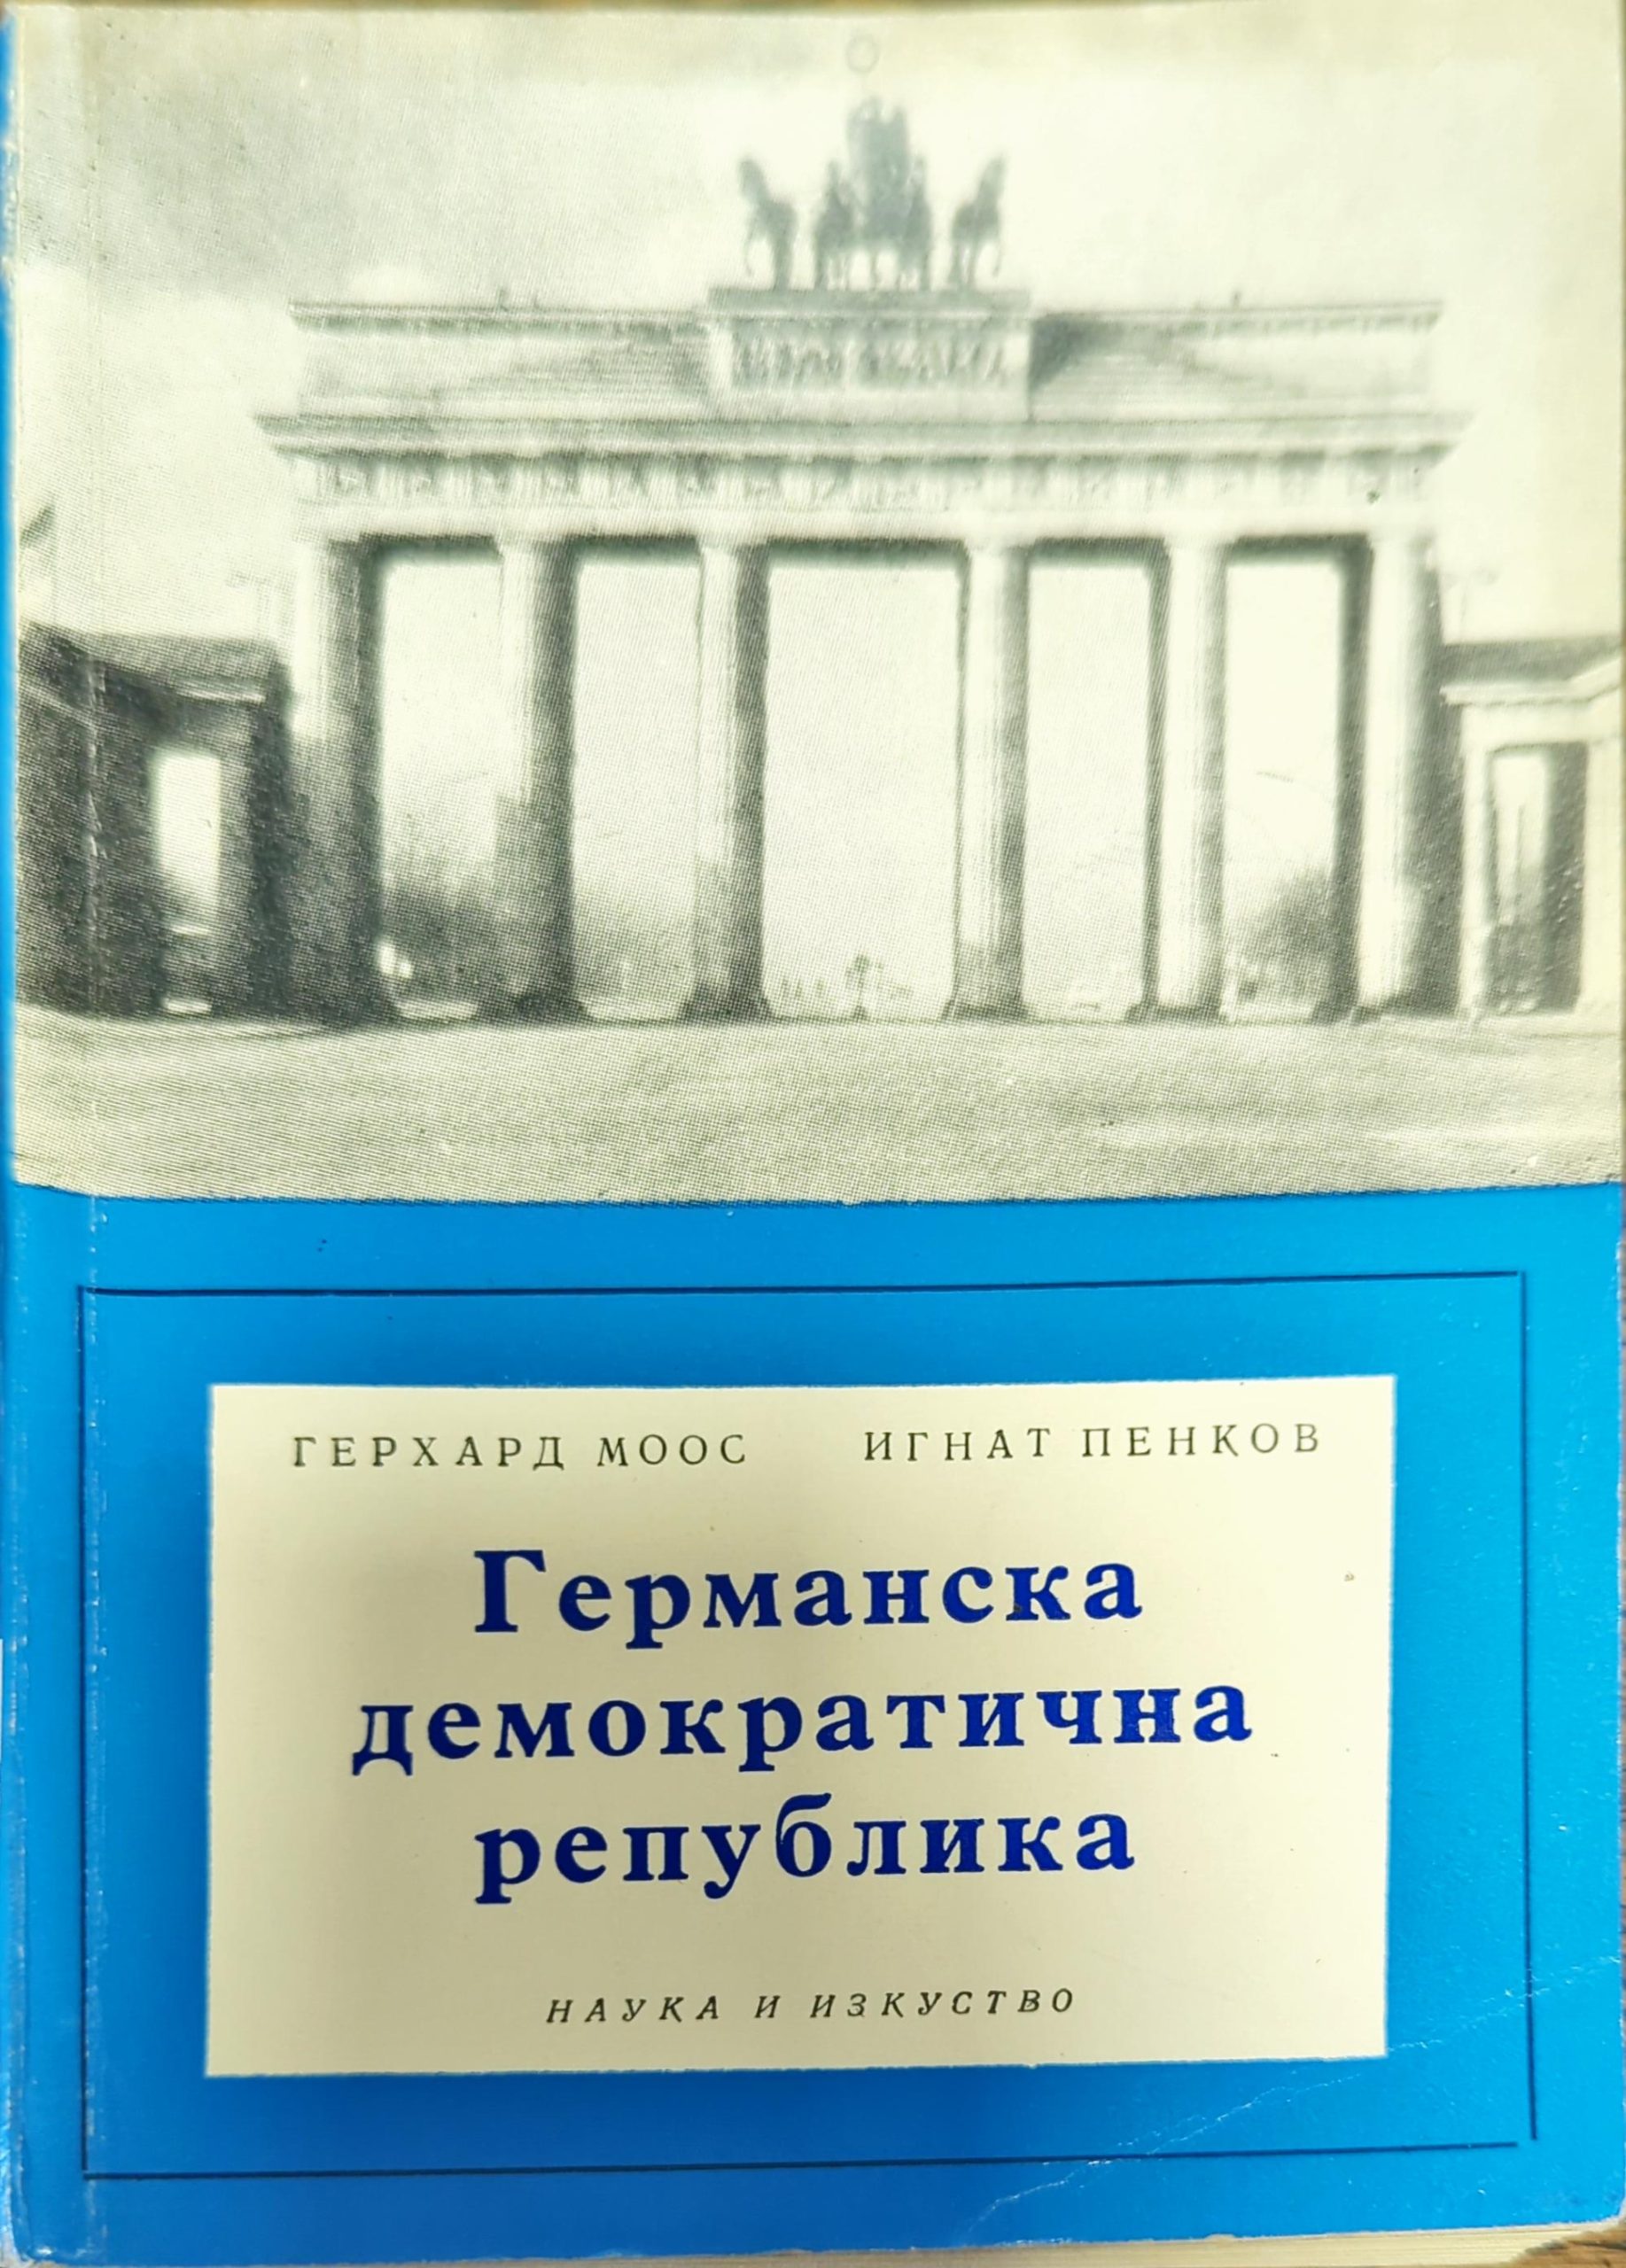 ГЕРХАРД МООС ИГНАТ ПЕНКОВ
Германска
демократична
република
НАУКА И ИЗКУСТВО